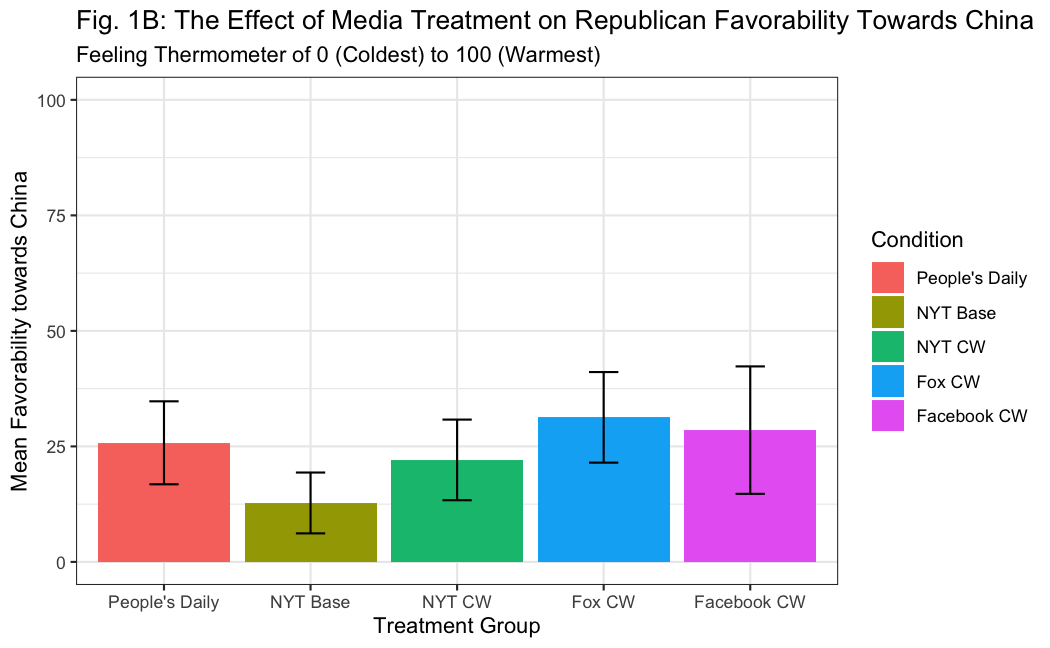 Fig. 1B: The Effect of Media Treatment on Republican Favorability Towards China
Feeling Thermometer of 0 (Coldest) to 100 (Warmest)
Mean Favorability towards China
100
75
50
25
0
People's Daily
NYT Base
NYT CW
Fox CW
Facebook CW
Treatment Group
Condition
People's Daily
NYT Base
NYT CW
Fox CW
Facebook CW